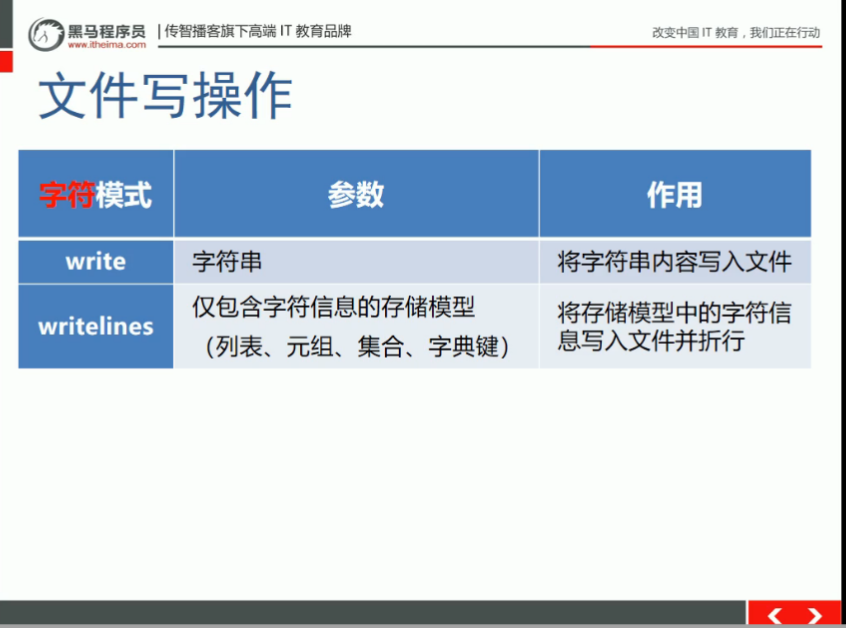 黑马程序员
www.itheima.com
传智播客旗下高端 IT 教育品牌
改变中国 IT 教育，我们正在行动
文件写操作
字符模式
参数
作用
write
字符串
将字符串内容写入文件
writelines
仅包含字符信息的存储模型
（列表、元组、集合、字典键）
将存储模型中的字符信
息写入文件并折行